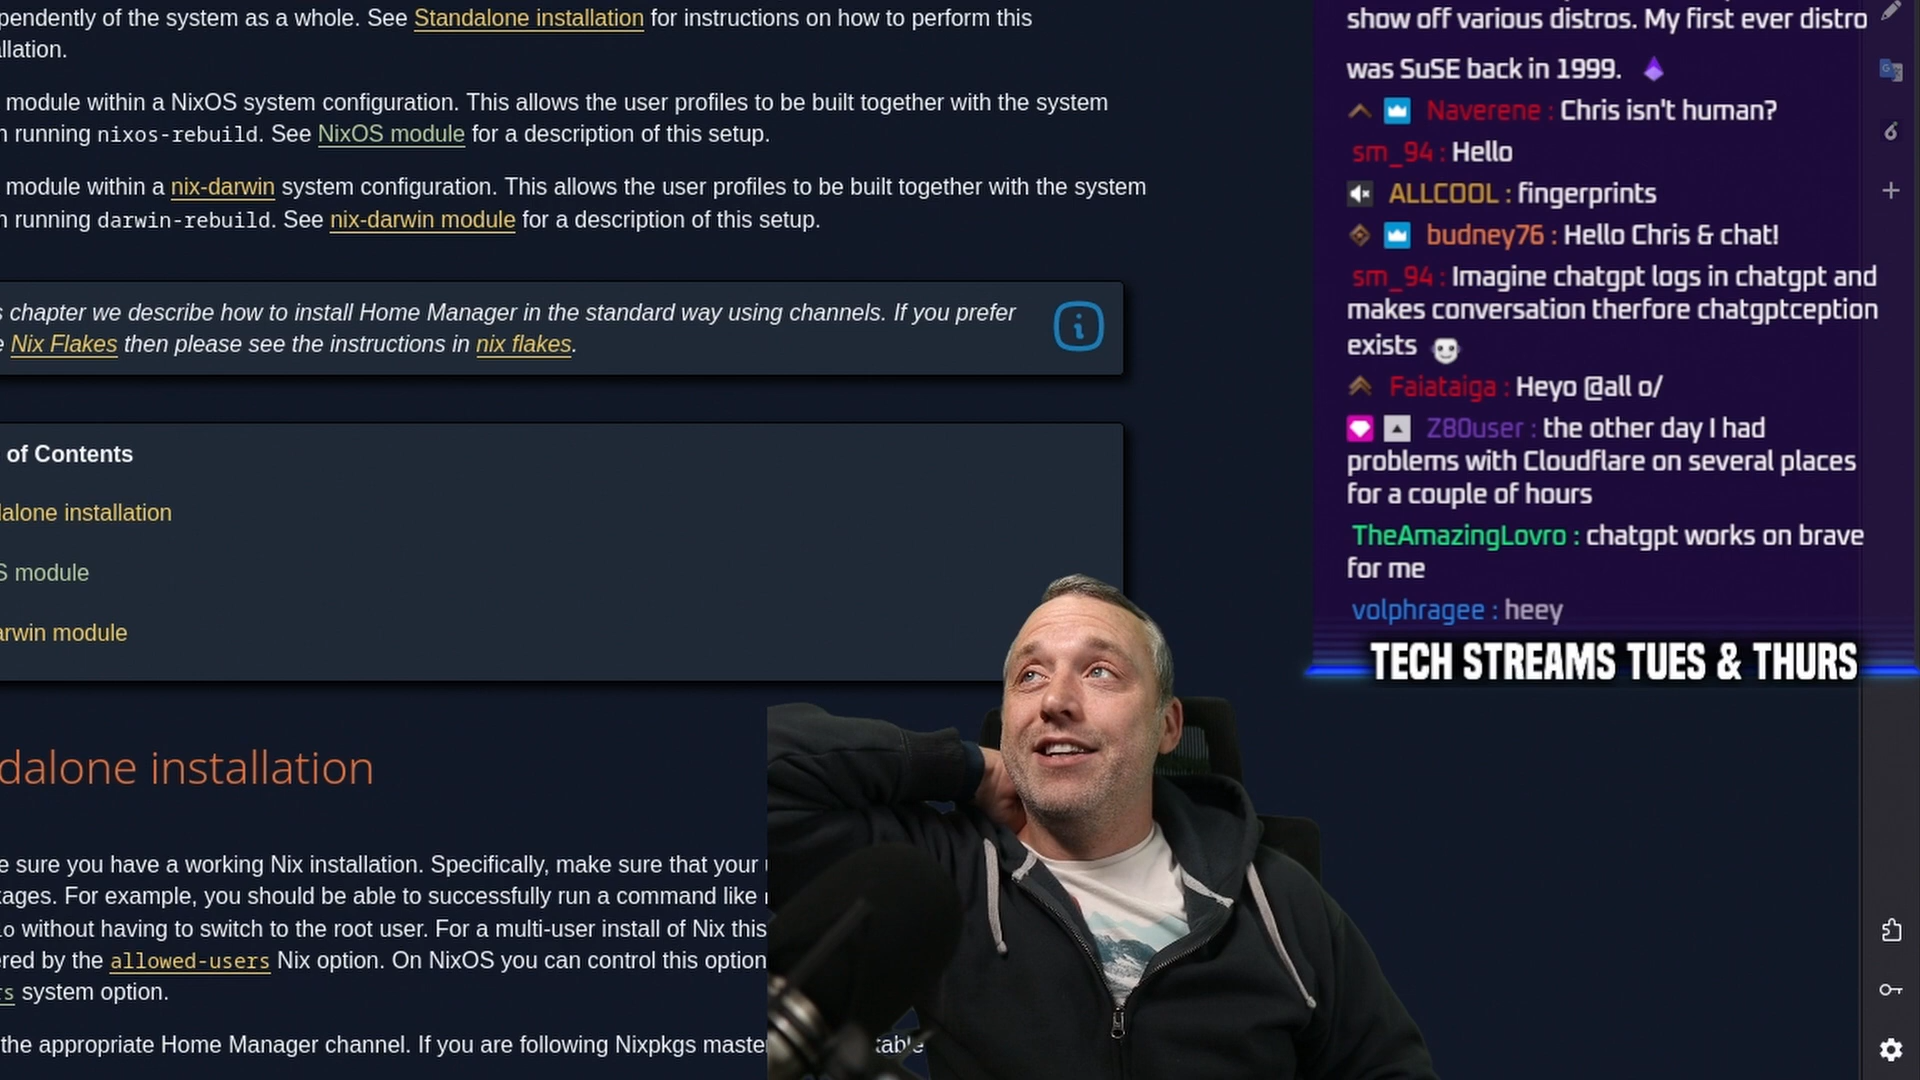 pendently of the system as a whole. See Standalone installation for instructions on how to perform this
llation.
module within a NixOS system configuration. This allows the user profiles to be built together with the system
n running nixos-rebuild. See NixOS module for a description of this setup.
module within a nix-darwin system configuration. This allows the user profiles to be built together with the system
n running darwin-rebuild. See nix-darwin module for a description of this setup.
s chapter we describe how to install Home Manager in the standard way using channels. If you prefer
e Nix Flakes then please see the instructions in nix flakes.
of Contents
alone installation
S module
arwin module
dalone installation
e sure you have a working Nix installation. Specifically, make sure that your
kages. For example, you should be able to successfully run a command like
lo without having to switch to the root user. For a multi-user install of Nix this
ered by the allowed-users Nix option. On NixOS you can control this option
rs system option.
the appropriate Home Manager channel. If you are following Nixpkgs master table
show off various distros. My first ever distro
was SuSE back in 1999.
Naverene : Chris isn't human?
sm_94 : Hello
ALLCOOL : fingerprints
budney76 : Hello Chris & chat!
sm_94 : Imagine chatgpt logs in chatgpt and
makes conversation therfore chatgptception
exists
Faiataiga : Heyo @all o/
Z80user : the other day I had
problems with Cloudflare on several places
for a couple of hours
TheAmazingLovro : chatgpt works on brave
for me
volphragee : heey
TECH STREAMS TUES & THURS